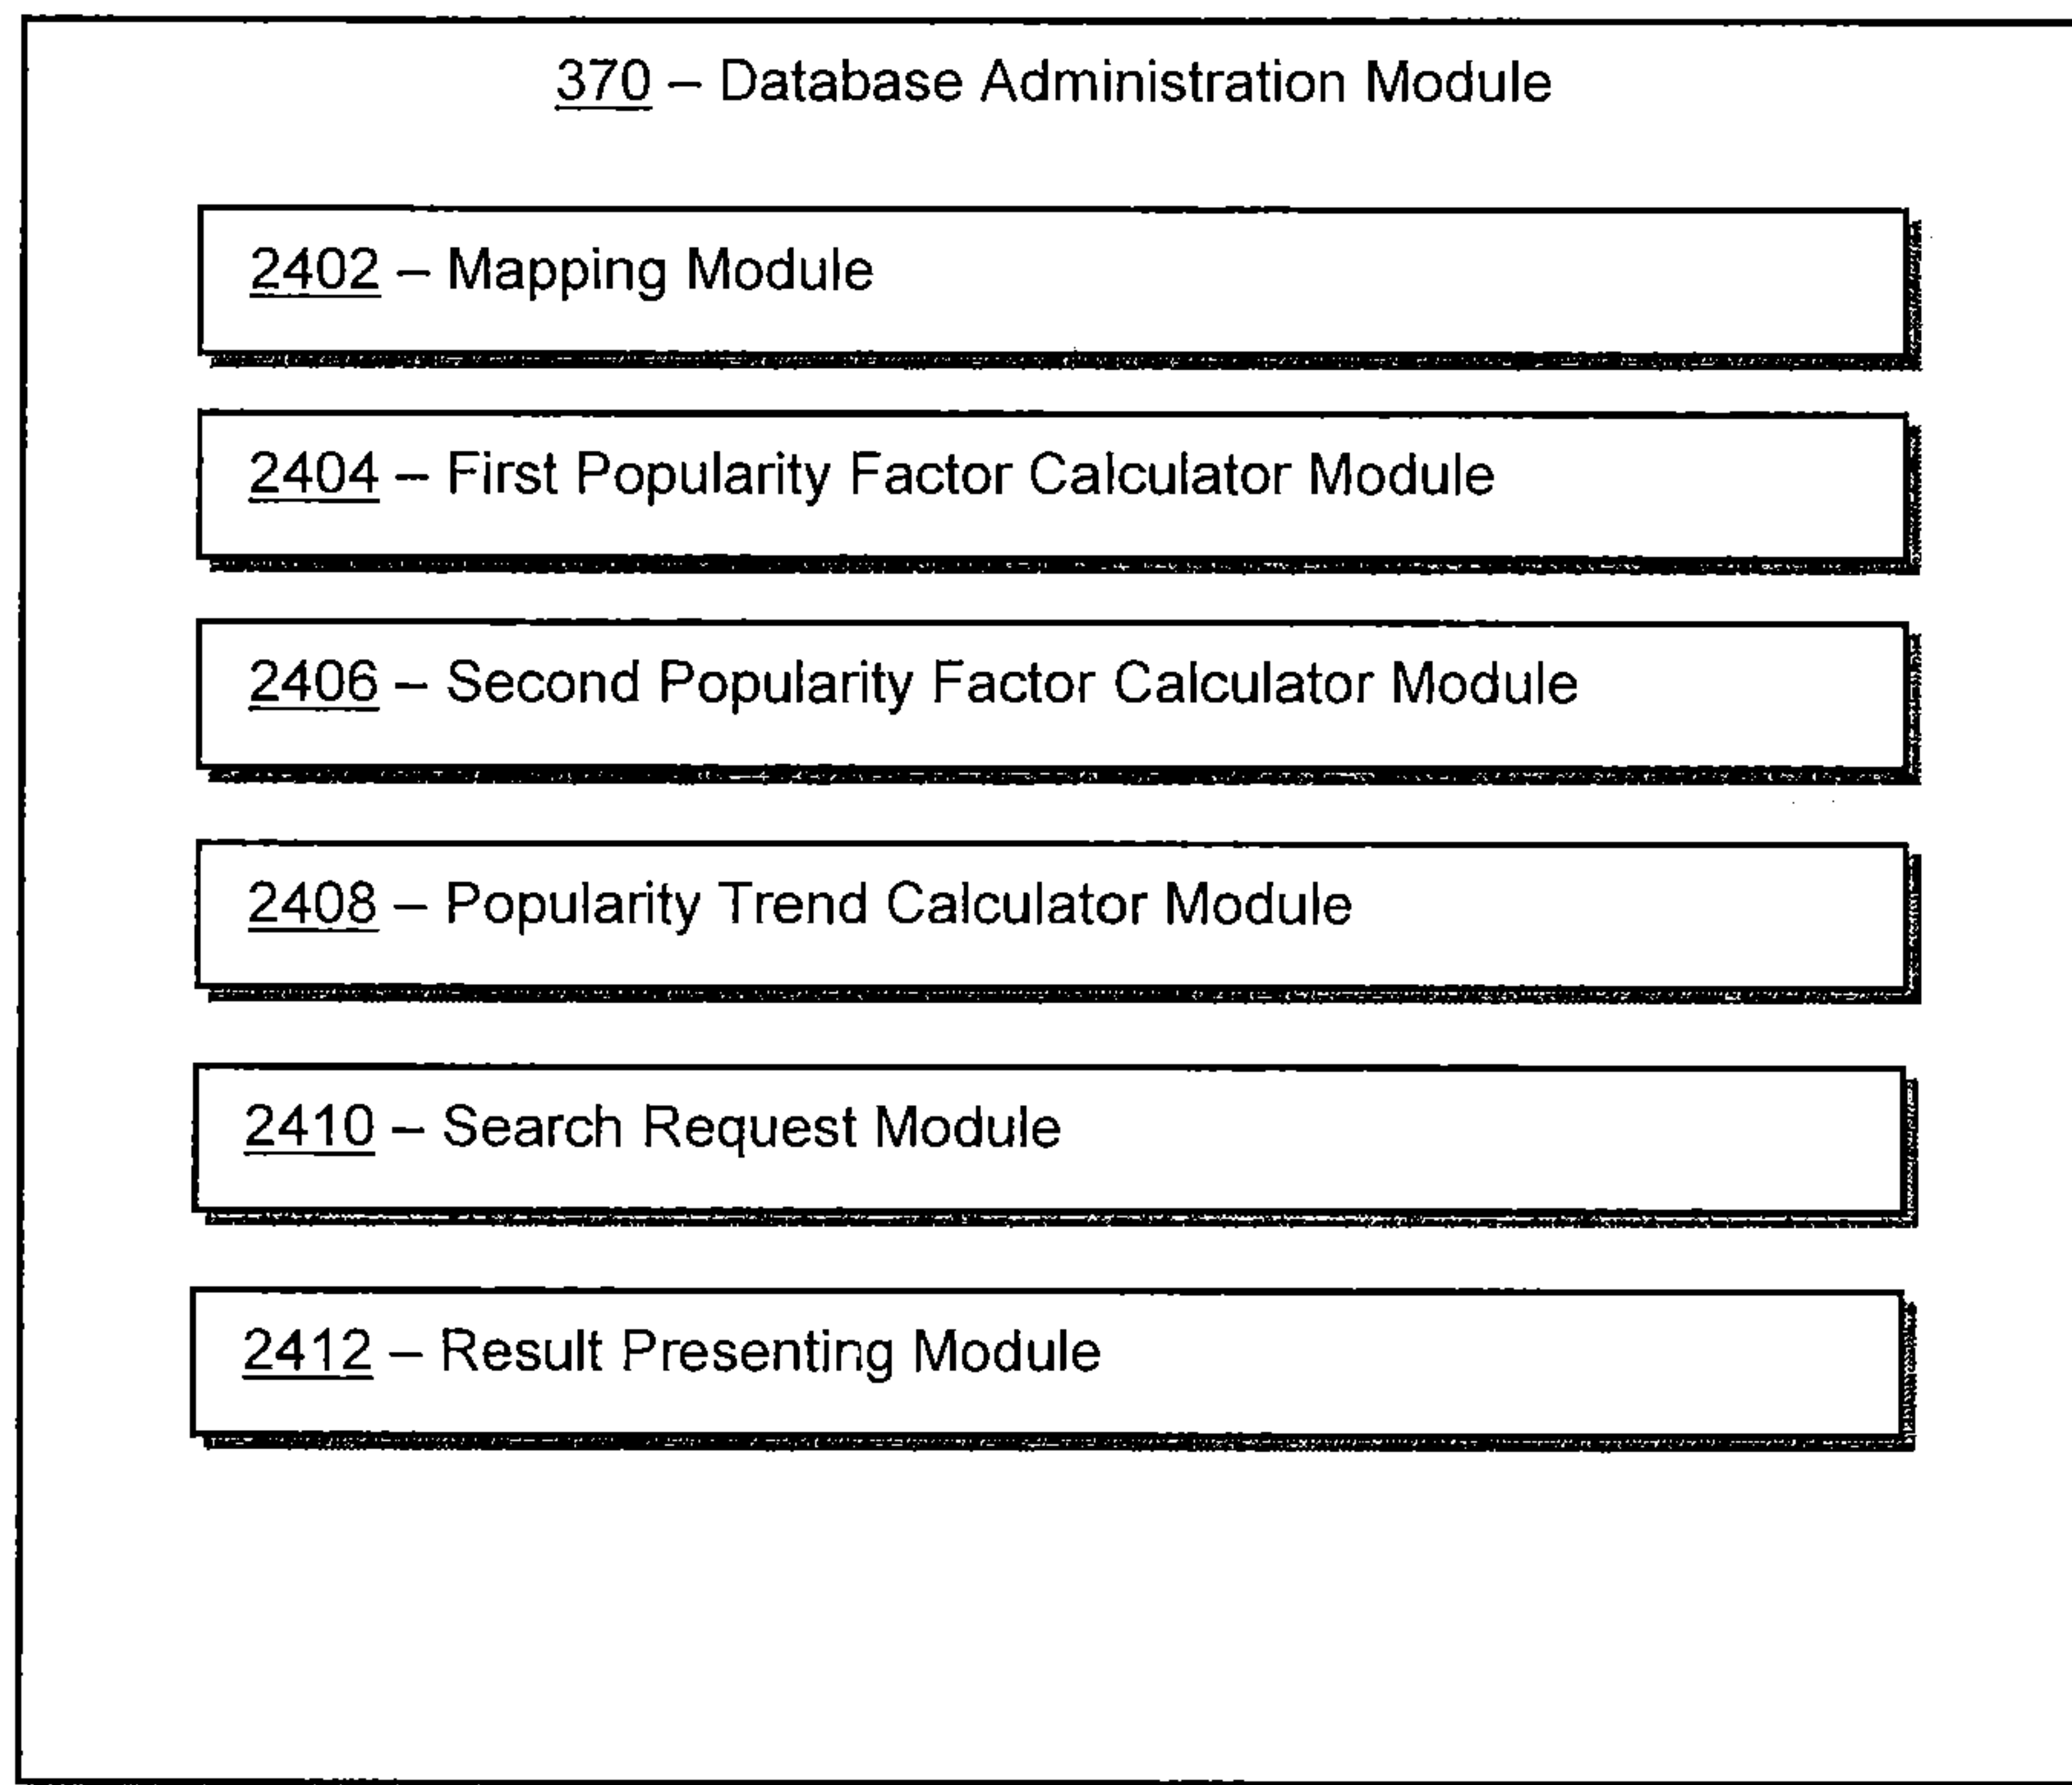 370 – Database Administration Module
2402 – Mapping Module
2404 – First Popularity Factor Calculator Module
2406 – Second Popularity Factor Calculator Module
2408 – Popularity Trend Calculator Module
2410 – Search Request Module
2412 – Result Presenting Module